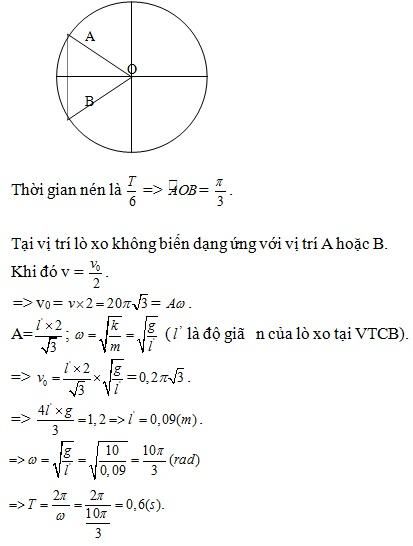 A
O
B
Thời gian nén là T/6 => AOB = π/3 .
Tại vị trí lò xo không biến dạng ứng với vị trí A hoặc B.
Khi đó v = v₀/2 .
=> v₀ = v×2 = 20π√3 = Aω .
A= (l'×2)/√3 ; ω = √(k/m) = √(g/l') ( l' là độ giã n của lò xo tại VTCB).
=> v₀ = (l'×2)/√3 × √(g/l') = 0,2π√3 .
=> (4l'×g)/3 = 1,2 => l' = 0,09(m) .
=> ω = √(g/l') = √(10/0,09) = 10π/3 (rad)
=> T = 2π/ω = 2π/(10π/3) = 0,6(s).